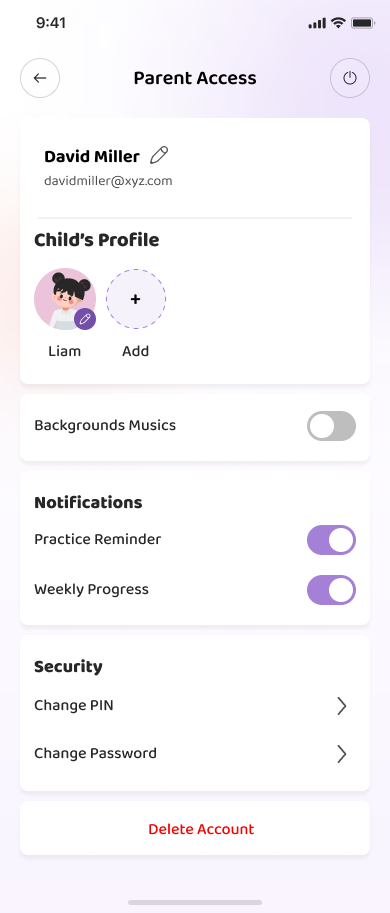 9:41
Parent Access
David Miller
davidmiller@xyz.com
Child's Profile
+
Liam
Add
Backgrounds Musics
Notifications
Practice Reminder
Weekly Progress
Security
Change PIN
Change Password
Delete Account